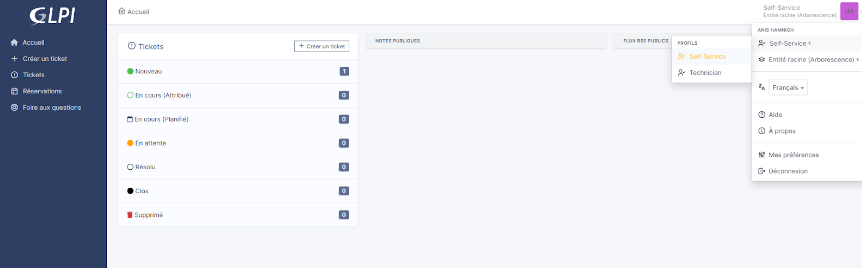 GLPI
Accueil
Créer un ticket
Tickets
Réservations
Foire aux questions
Accueil
Self-Service
Entité racine (Arborescence)
HA
Tickets
+ Créer un ticket
Nouveau 1
En cours (Attribué) 0
En cours (Planifié) 0
En attente 0
Résolu 0
Clos 0
Supprimé 0
NOTES PUBLIQUES
FLUX RSS PUBLICS
PROFILS
Self-Service
Technician
ANIS HAMNICH
Self-Service
Entité racine (Arborescence)
Français
Aide
À propos
Mes préférences
Déconnexion